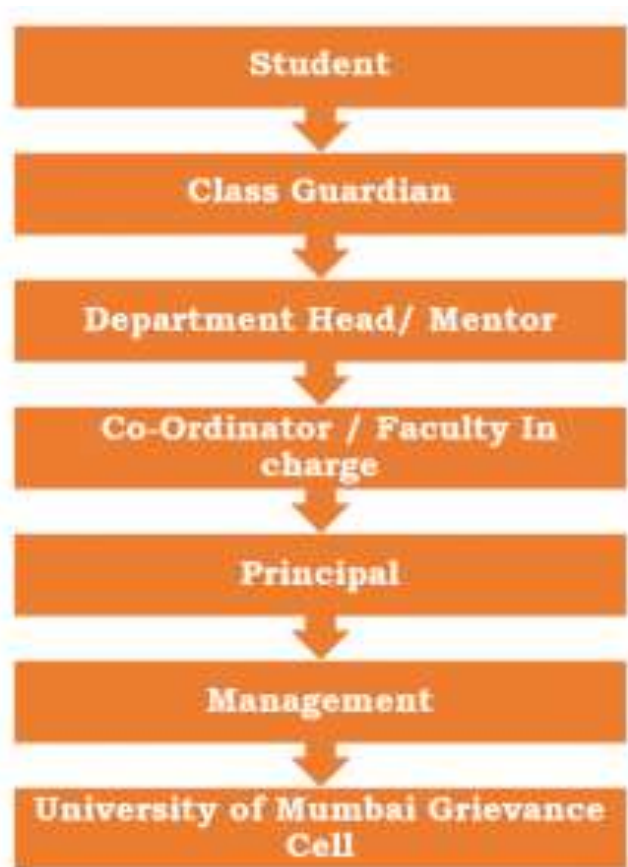 Student
Class Guardian
Department Head/ Mentor
Co-Ordinator / Faculty In
charge
Principal
Management
University of Mumbai Grievance
Cell